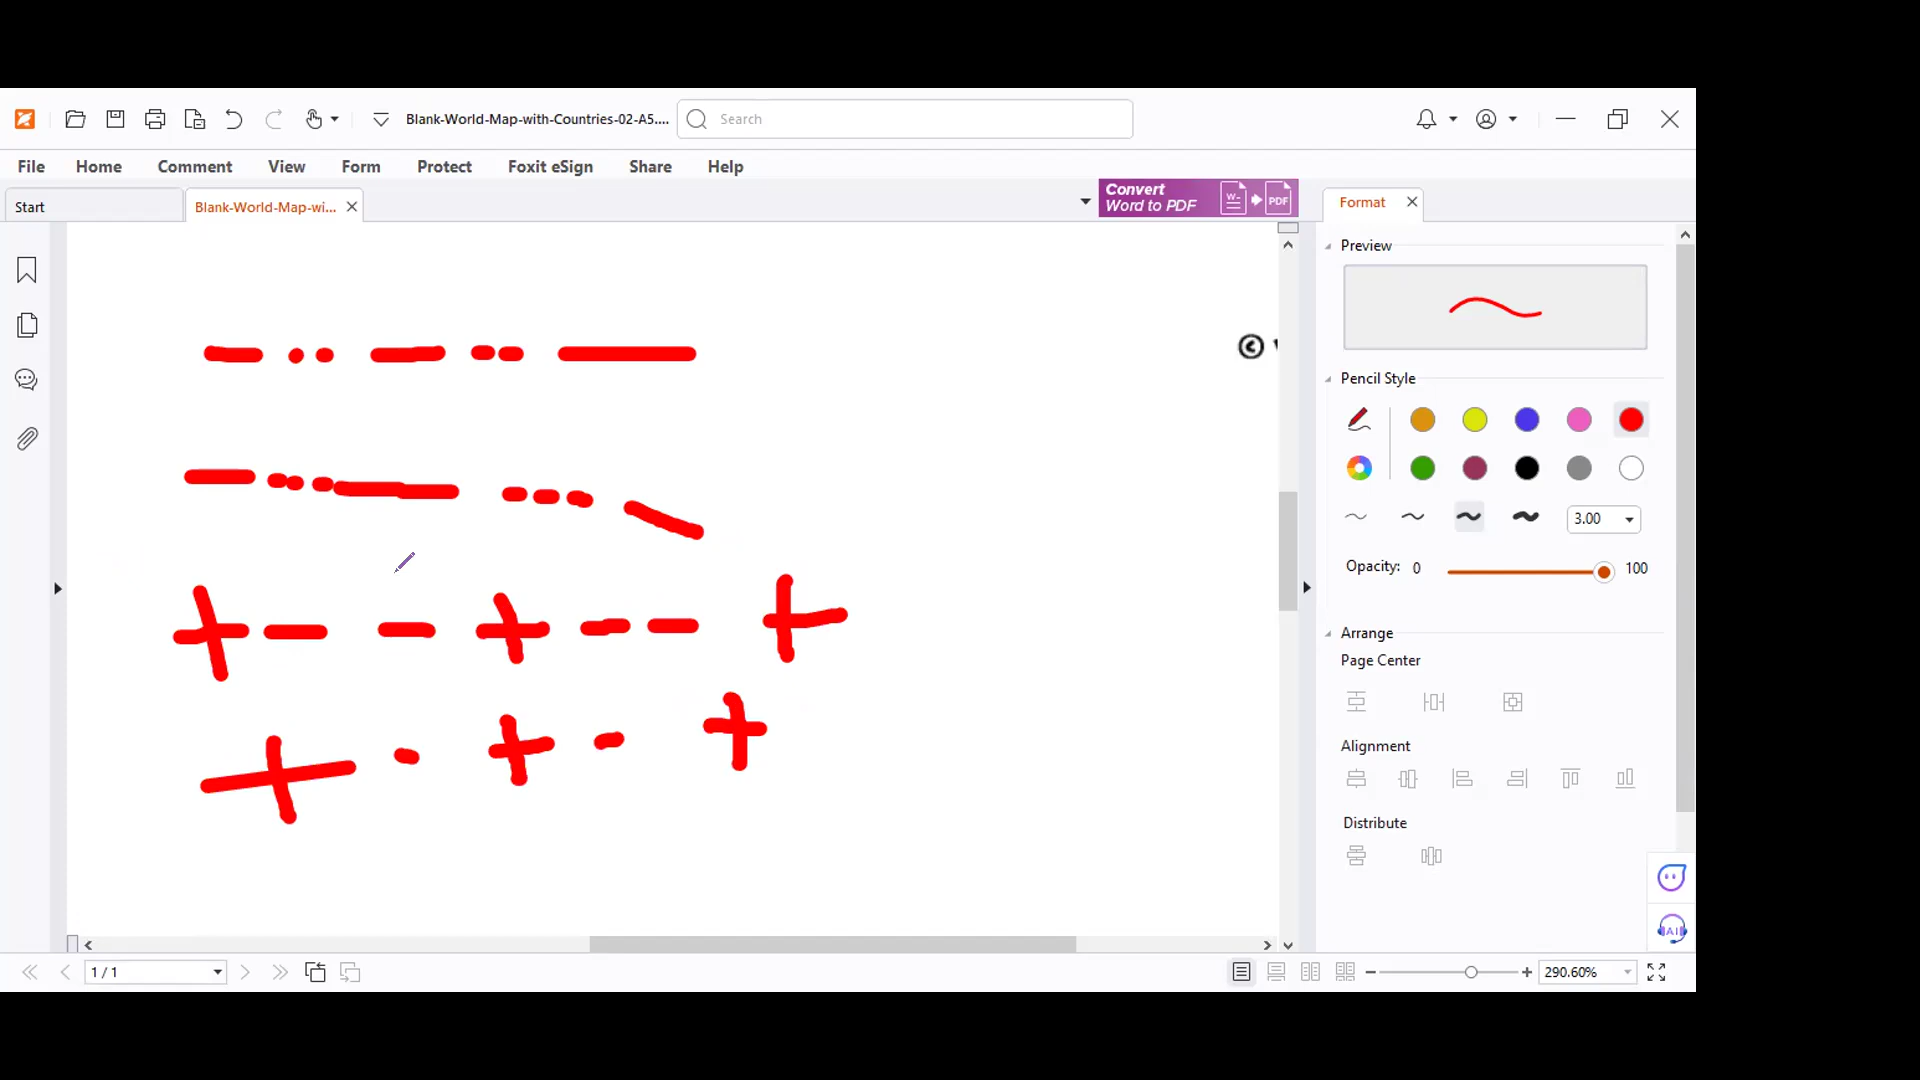 Blank-World-Map-with-Countries-02-A5....
Search
File Home Comment View Form Protect Foxit eSign Share Help
Start
Blank-World-Map-wi...
Convert
Word to PDF
W
PDF
Format
Preview
Pencil Style
3.00
Opacity: 0 100
Arrange
Page Center
Alignment
Distribute
AI
1 / 1
290.60%